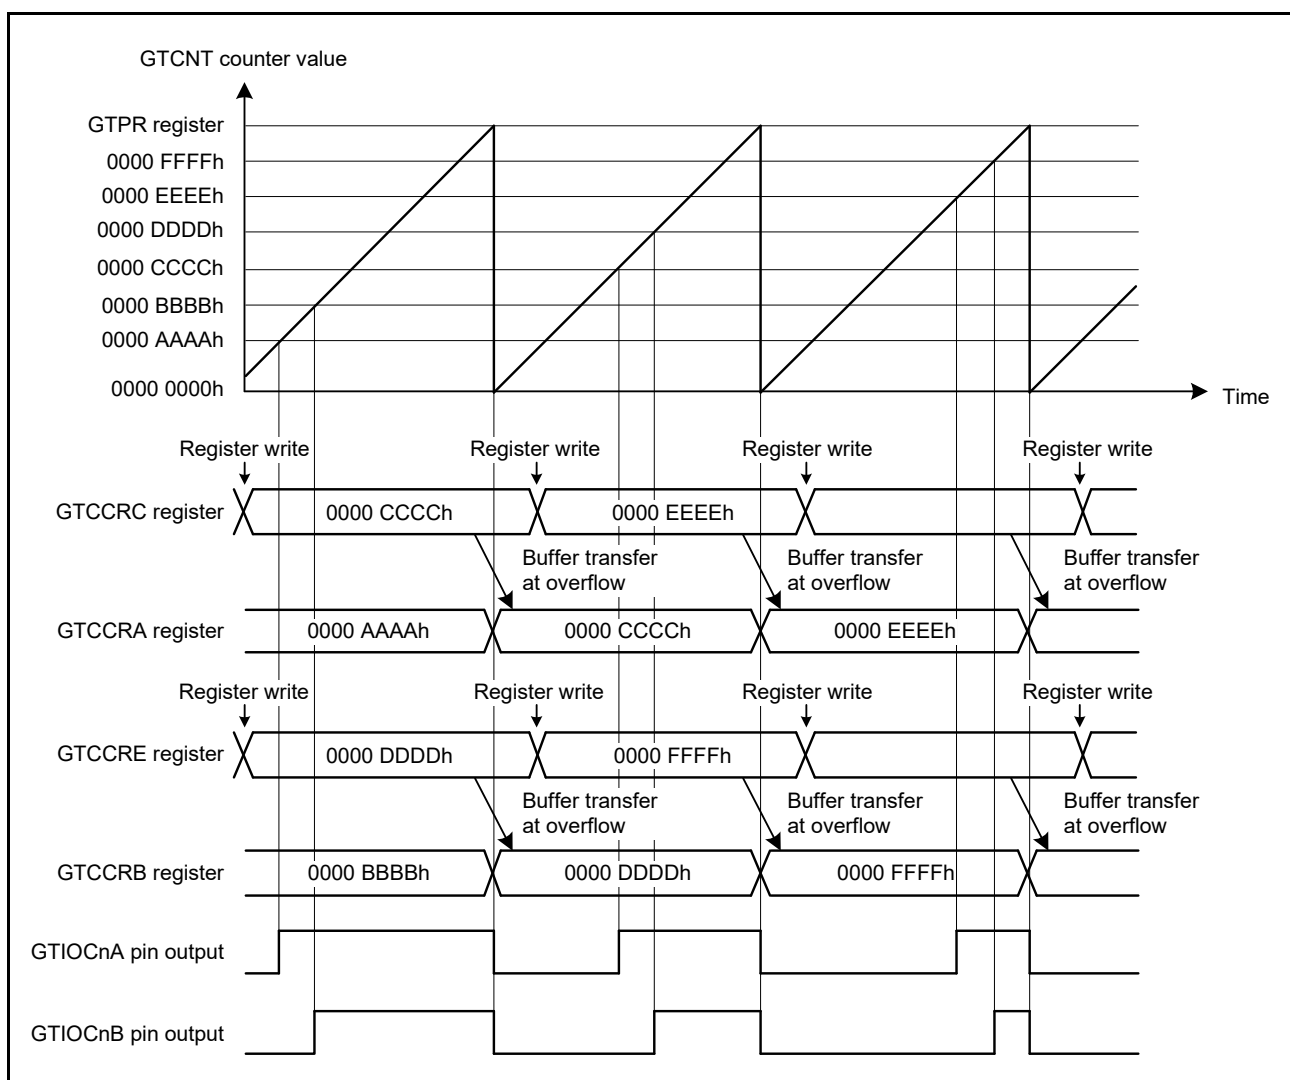 GTCNT counter value
GTPR register
0000 FFFFh
0000 EEEEh
0000 DDDDh
0000 CCCCh
0000 BBBBh
0000 AAAAh
0000 0000h
Time
Register write Register write Register write Register write
GTCCRC register 0000 CCCCh 0000 EEEEh
Buffer transfer at overflow
Buffer transfer at overflow
Buffer transfer at overflow
GTCCRA register 0000 AAAAh 0000 CCCCh 0000 EEEEh
Register write Register write Register write Register write
GTCCRE register 0000 DDDDh 0000 FFFFh
Buffer transfer at overflow
Buffer transfer at overflow
Buffer transfer at overflow
GTCCRB register 0000 BBBBh 0000 DDDDh 0000 FFFFh
GTIOCnA pin output
GTIOCnB pin output